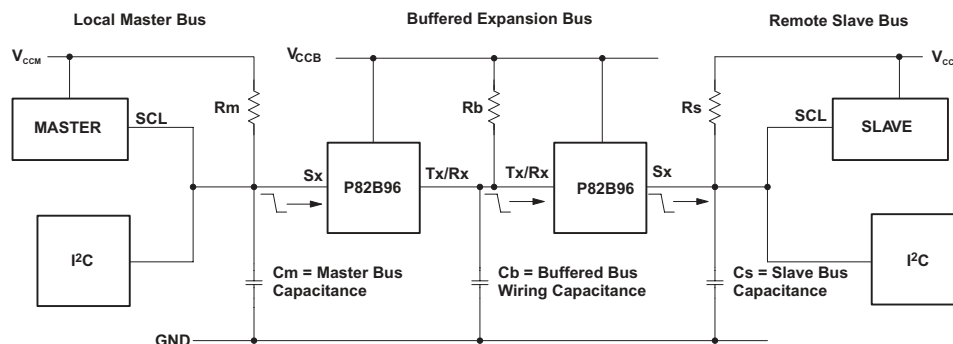 Local Master Bus
Buffered Expansion Bus
Remote Slave Bus
VCCM
VCCB
VCC
Rm
Rb
Rs
MASTER
SCL
SCL
SLAVE
Sx
P82B96
Tx/Rx
Tx/Rx
P82B96
Sx
I²C
I²C
Cm = Master Bus
Capacitance
Cb = Buffered Bus
Wiring Capacitance
Cs = Slave Bus
Capacitance
GND